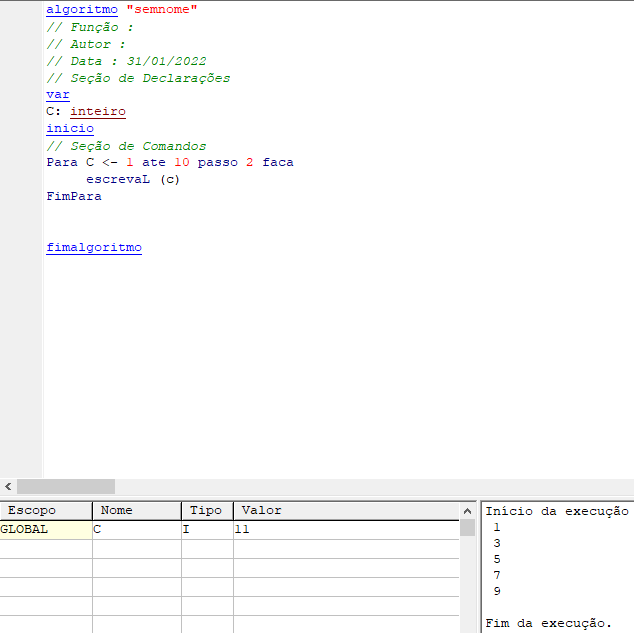 algoritmo "semnome"
// Função :
// Autor :
// Data : 31/01/2022
// Seção de Declarações
var
C: inteiro
inicio
// Seção de Comandos
Para C <- 1 ate 10 passo 2 faca
escrevaL (c)
FimPara
fimalgoritmo
Escopo Nome Tipo Valor
GLOBAL C I 11
Início da execução
1
3
5
7
9
Fim da execução.